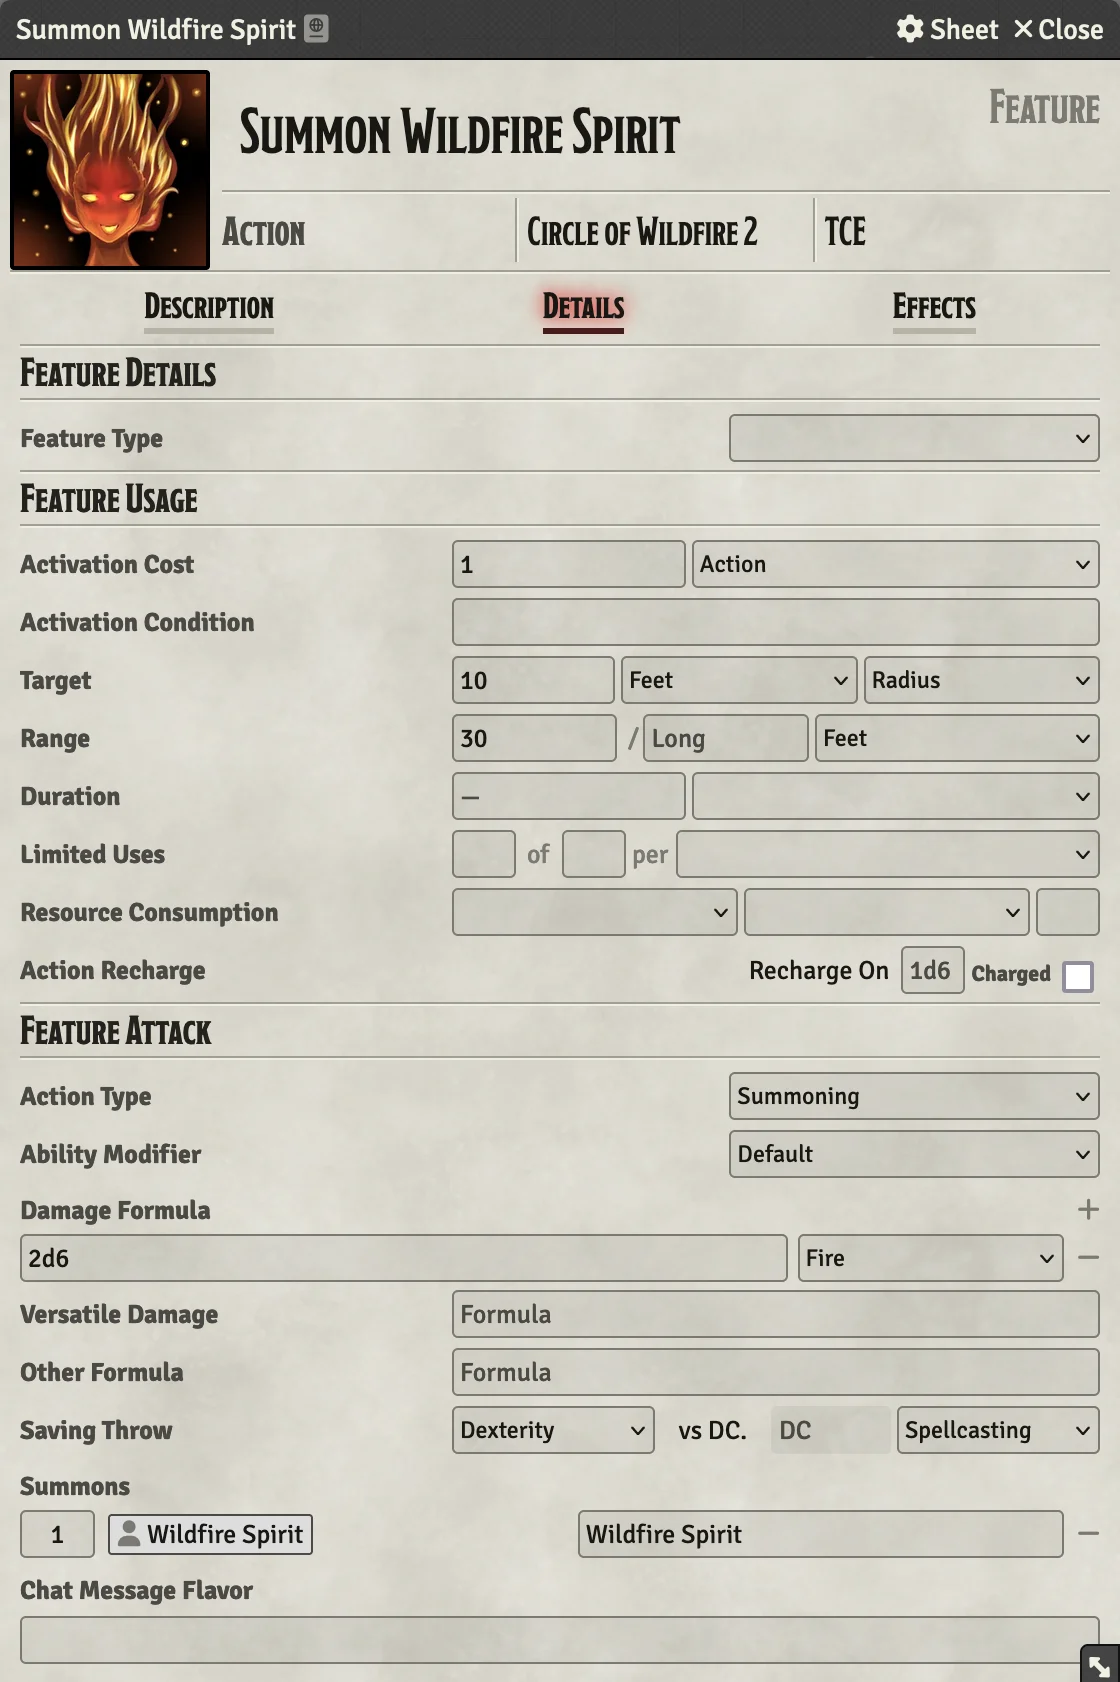 Summon Wildfire Spirit Sheet Close
Summon Wildfire Spirit Feature
Action Circle of Wildfire 2 TCE
Description Details Effects
Feature Details
Feature Type
Feature Usage
Activation Cost 1 Action
Activation Condition
Target 10 Feet Radius
Range 30 / Long Feet
Duration —
Limited Uses of per
Resource Consumption
Action Recharge Recharge On 1d6 Charged
Feature Attack
Action Type Summoning
Ability Modifier Default
Damage Formula
2d6 Fire
Versatile Damage Formula
Other Formula Formula
Saving Throw Dexterity vs DC. DC Spellcasting
Summons
1 Wildfire Spirit Wildfire Spirit
Chat Message Flavor